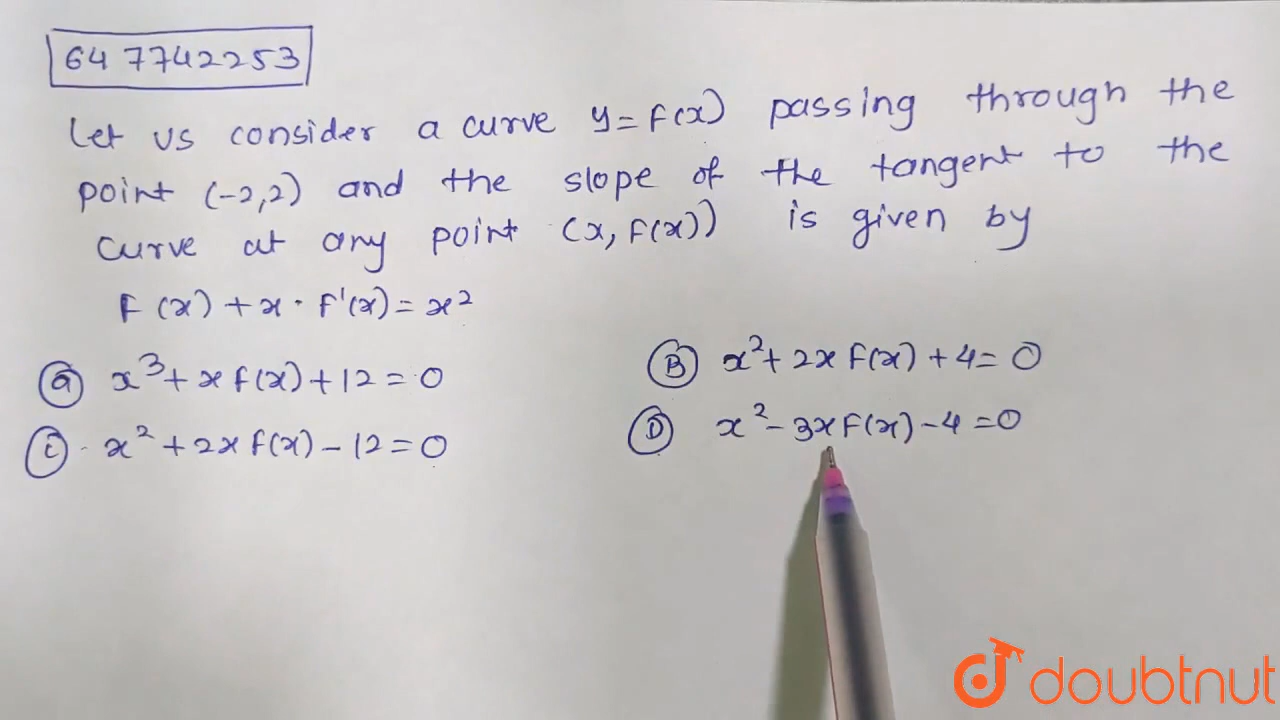 64 7742253
Let us consider a curve y=f(x) passing through the
point (-2,2) and the slope of the tangent to the
curve at any point (x, f(x)) is given by
F (x) + x · F'(x) = x²
(a) x³ + x f(x) + 12 = 0
(B) x² + 2x f(x) + 4 = 0
(C) x² + 2x f(x) - 12 = 0
(D) x² - 3x f(x) - 4 = 0
doubtnut